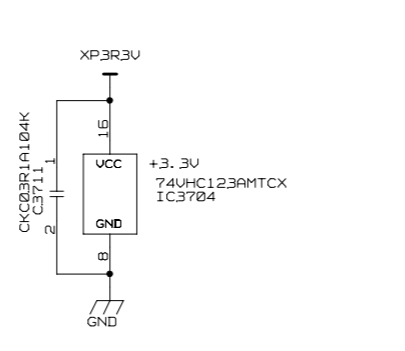 XP3R3V
CKC03R1A104K
C3711
1
2
16
VCC
+3.3V
74VHC123AMTCX
IC3704
GND
8
GND